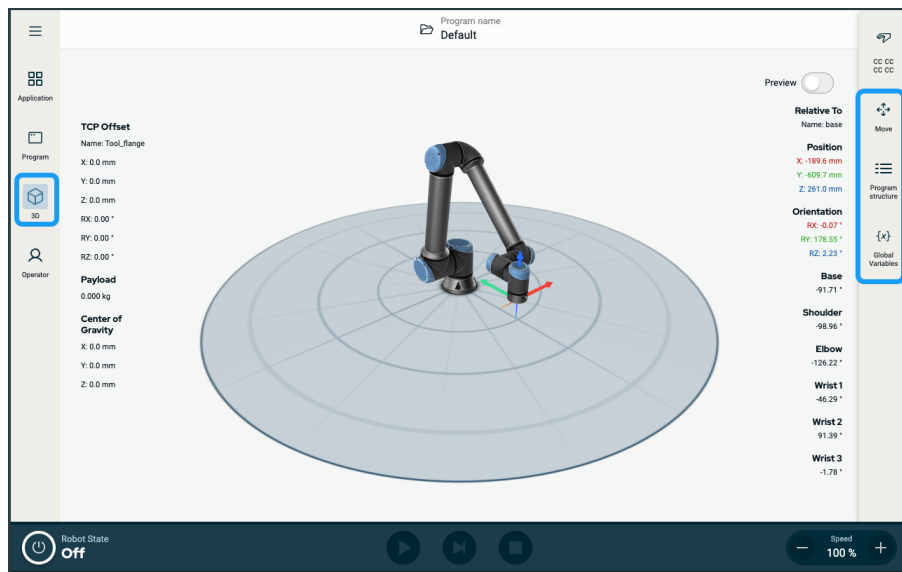 Program name
Default
Application
Program
3D
Operator
TCP Offset
Name: Tool_flange
X: 0.0 mm
Y: 0.0 mm
Z: 0.0 mm
RX: 0.00 °
RY: 0.00 °
RZ: 0.00 °
Payload
0.000 kg
Center of
Gravity
X: 0.0 mm
Y: 0.0 mm
Z: 0.0 mm
Preview
Relative To
Name: base
Position
X: -189.6 mm
Y: -609.7 mm
Z: 261.0 mm
Orientation
RX: -0.07 °
RY: 178.55 °
RZ: 2.23 °
Base
-91.71 °
Shoulder
-98.96 °
Elbow
-126.22 °
Wrist 1
-46.29 °
Wrist 2
91.39 °
Wrist 3
-1.78 °
CC CC
CC CC
Move
Program
structure
{x}
Global
Variables
Robot State
Off
Speed
100 %